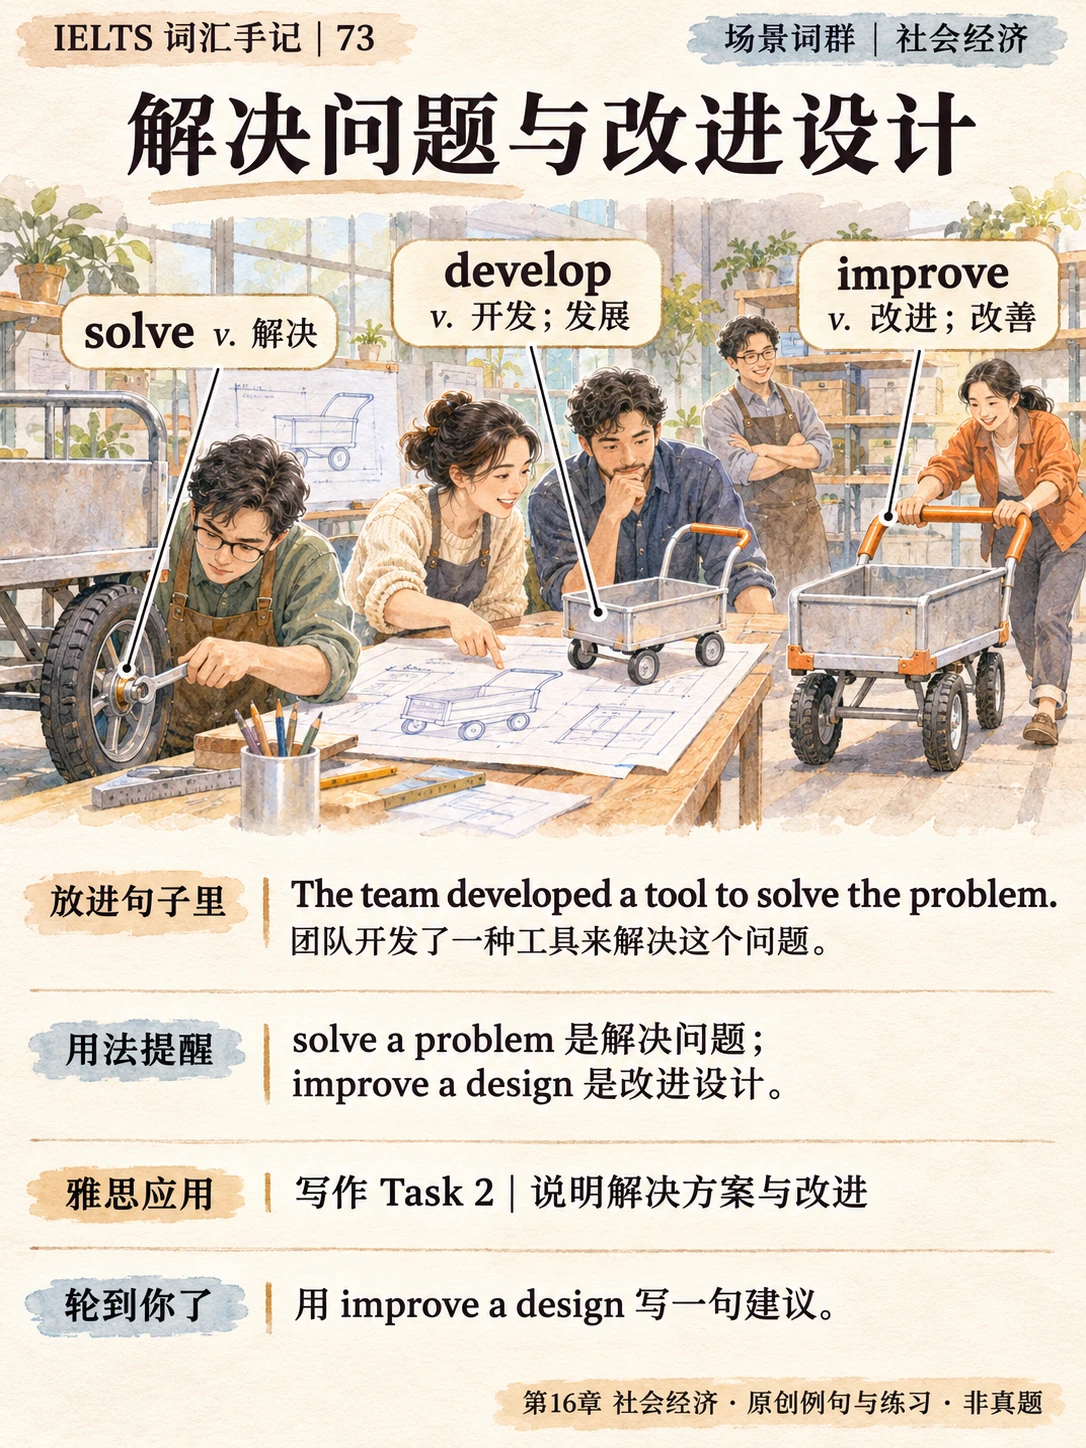 IELTS 词汇手记 | 73
场景词群 | 社会经济
解决问题与改进设计
solve v. 解决
develop
v. 开发；发展
improve
v. 改进；改善
放进句子里
The team developed a tool to solve the problem.
团队开发了一种工具来解决这个问题。
用法提醒
solve a problem 是解决问题；
improve a design 是改进设计。
雅思应用
写作 Task 2 | 说明解决方案与改进
轮到你了
用 improve a design 写一句建议。
第16章 社会经济 · 原创例句与练习 · 非真题